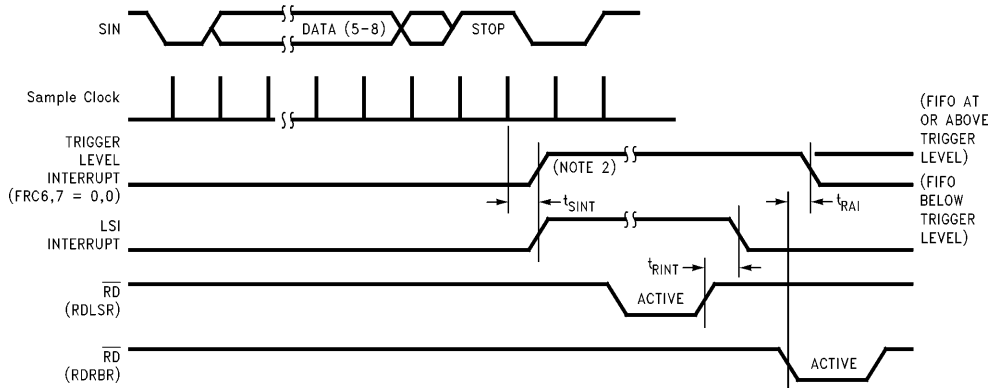 SIN
DATA (5-8)
STOP
Sample Clock
TRIGGER
LEVEL
INTERRUPT
(FRC6,7 = 0,0)
(NOTE 2)
(FIFO AT
OR ABOVE
TRIGGER
LEVEL)
(FIFO
BELOW
TRIGGER
LEVEL)
tSINT
tRAI
LSI
INTERRUPT
tRINT
RD
(RDLSR)
ACTIVE
RD
(RDRBR)
ACTIVE